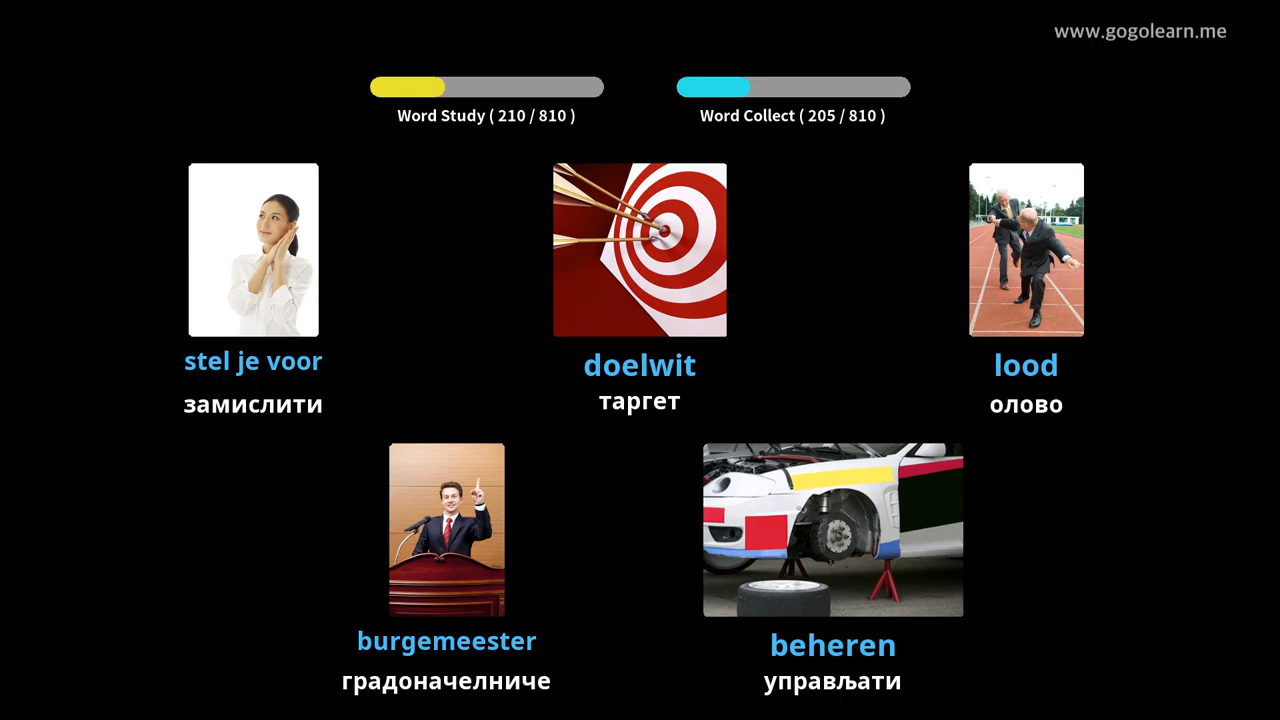 www.gogolearn.me
Word Study ( 210 / 810 )
Word Collect ( 205 / 810 )
stel je voor
замислити
doelwit
таргет
lood
олово
burgemeester
градоначелниче
beheren
управљати